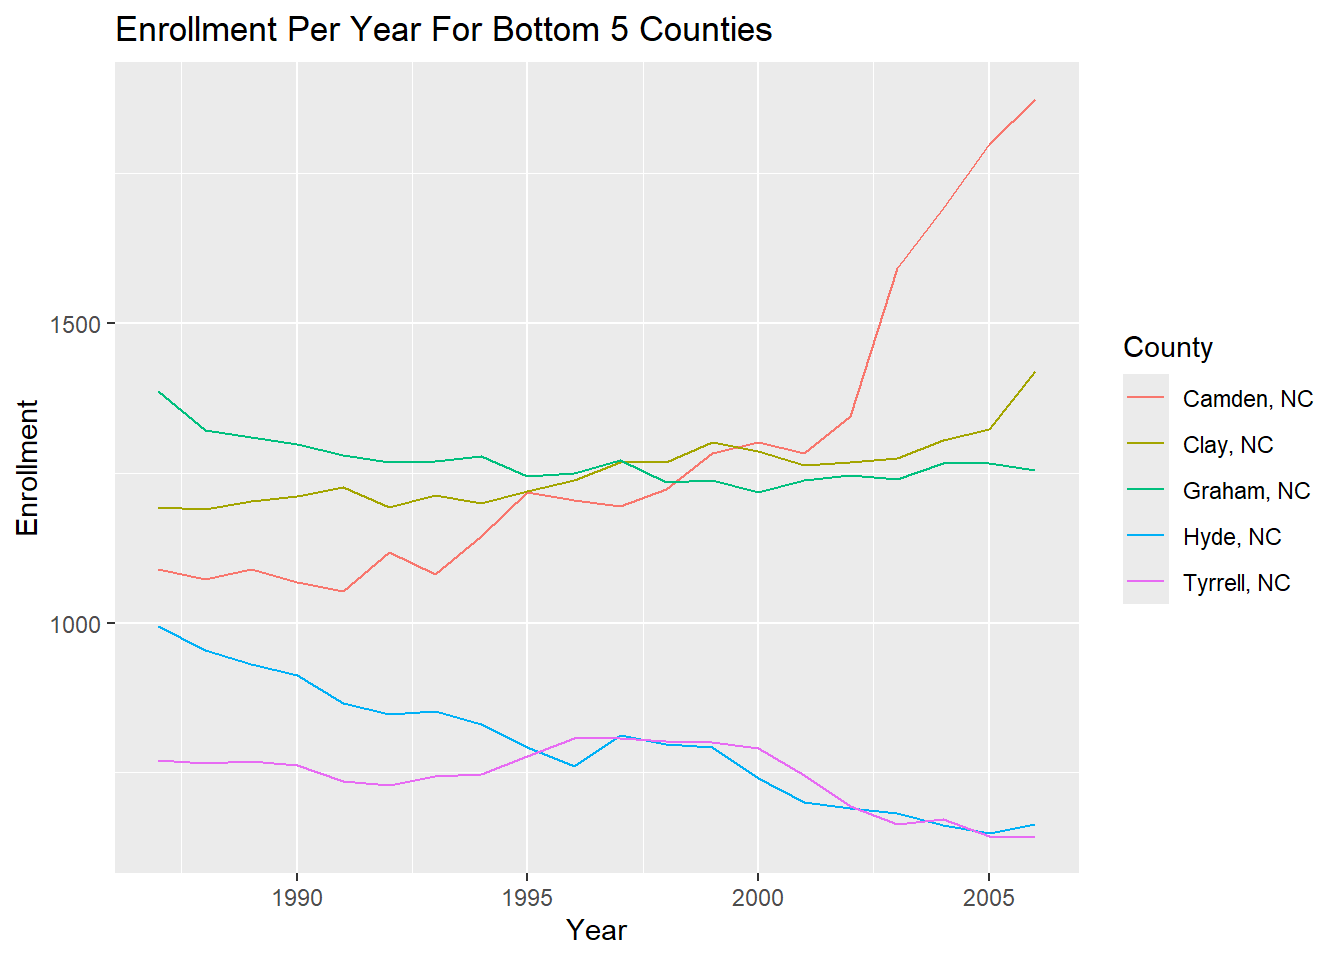 Enrollment Per Year For Bottom 5 Counties
Enrollment
1500
1000
1990 1995 2000 2005
Year
County
Camden, NC
Clay, NC
Graham, NC
Hyde, NC
Tyrrell, NC